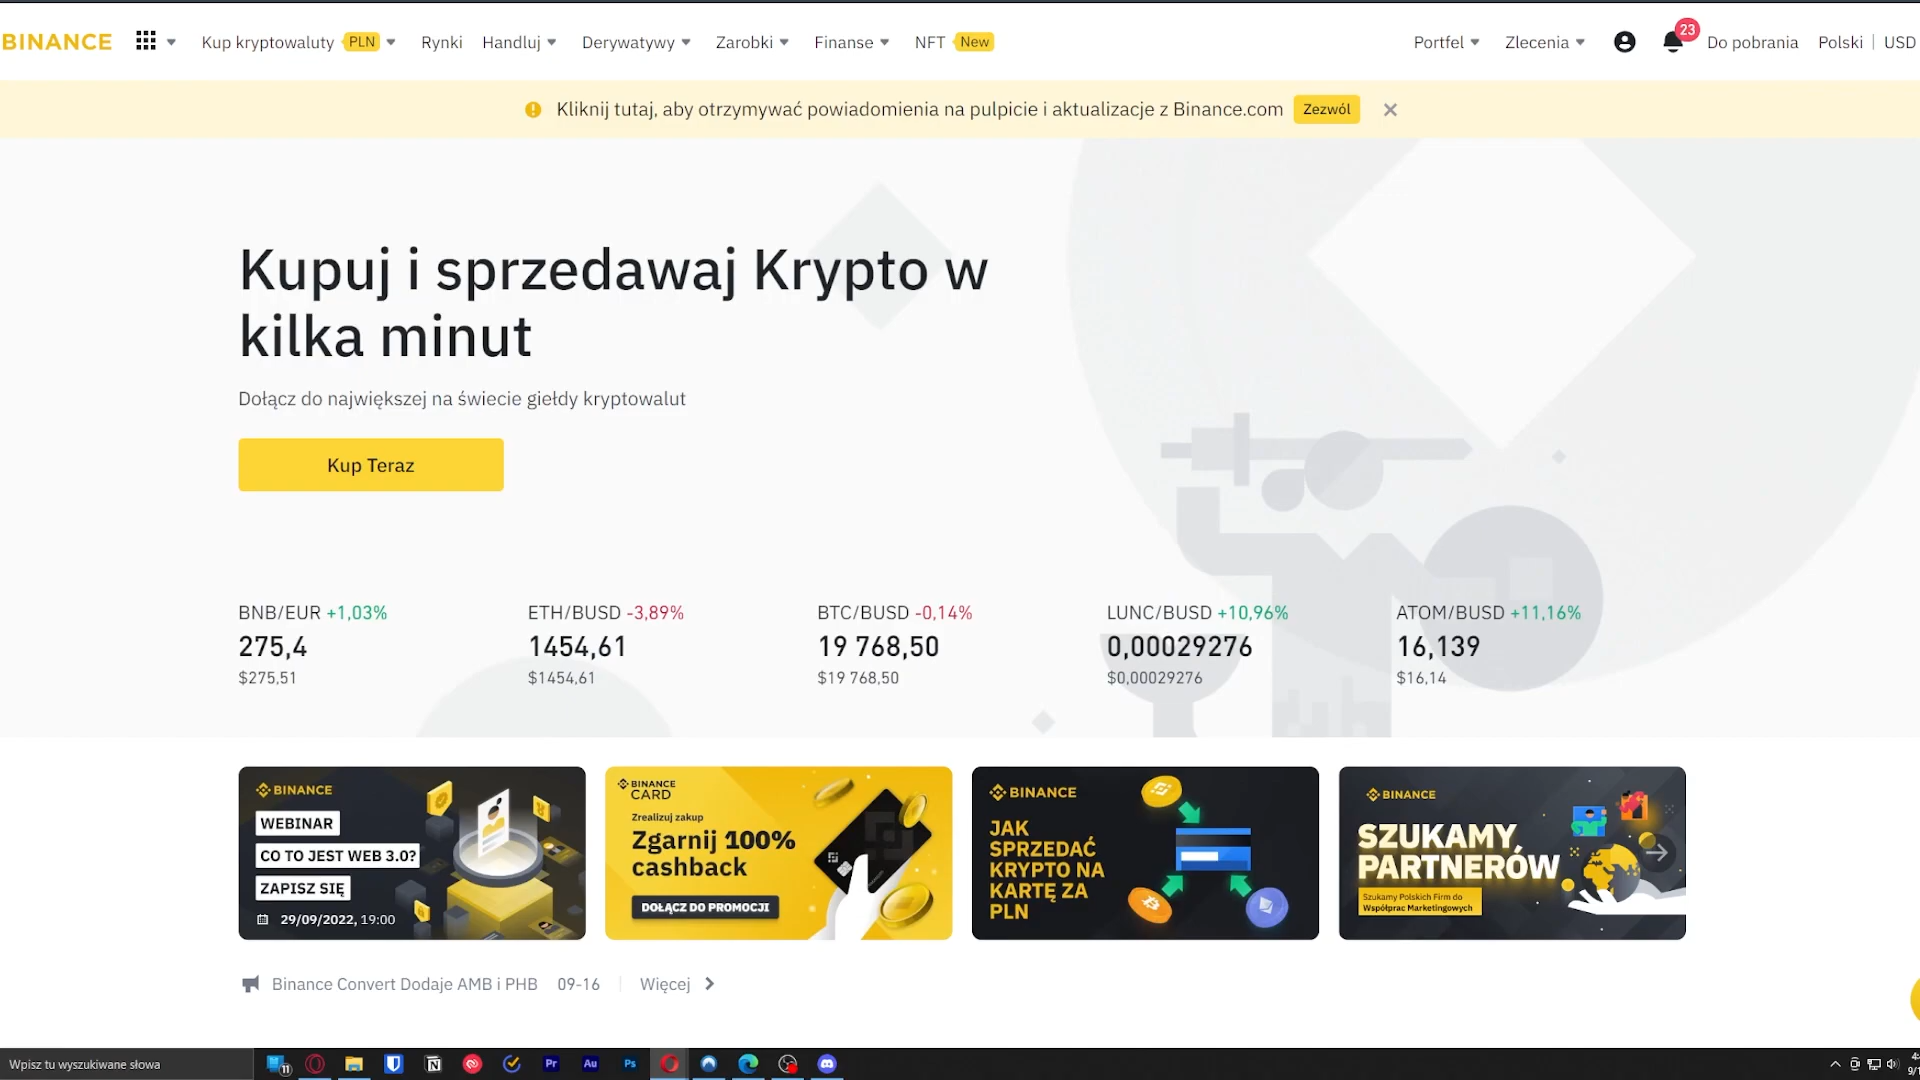 BINANCE
Kup kryptowaluty PLN
Rynki
Handluj
Derywatywy
Zarobki
Finanse
NFT New
Portfel
Zlecenia
23
Do pobrania
Polski | USD
Kliknij tutaj, aby otrzymywać powiadomienia na pulpicie i aktualizacje z Binance.com
Zezwól
Kupuj i sprzedawaj Krypto w
kilka minut
Dołącz do największej na świecie giełdy kryptowalut
Kup Teraz
BNB/EUR +1,03%
275,4
$275,51
ETH/BUSD -3,89%
1454,61
$1454,61
BTC/BUSD -0,14%
19 768,50
$19 768,50
LUNC/BUSD +10,96%
0,00029276
$0,00029276
ATOM/BUSD +11,16%
16,139
$16,14
BINANCE
WEBINAR
CO TO JEST WEB 3.0?
ZAPISZ SIĘ
29/09/2022, 19:00
BINANCE
CARD
Zrealizuj zakup
Zgarnij 100%
cashback
DOŁĄCZ DO PROMOCJI
BINANCE
JAK
SPRZEDAĆ
KRYPTO NA
KARTĘ ZA
PLN
BINANCE
SZUKAMY
PARTNERÓW
Szukamy Polskich Firm do
Współprac Marketingowych
Binance Convert Dodaje AMB i PHB
09-16
Więcej
Wpisz tu wyszukiwane słowa
11
Pr
Au
Ps